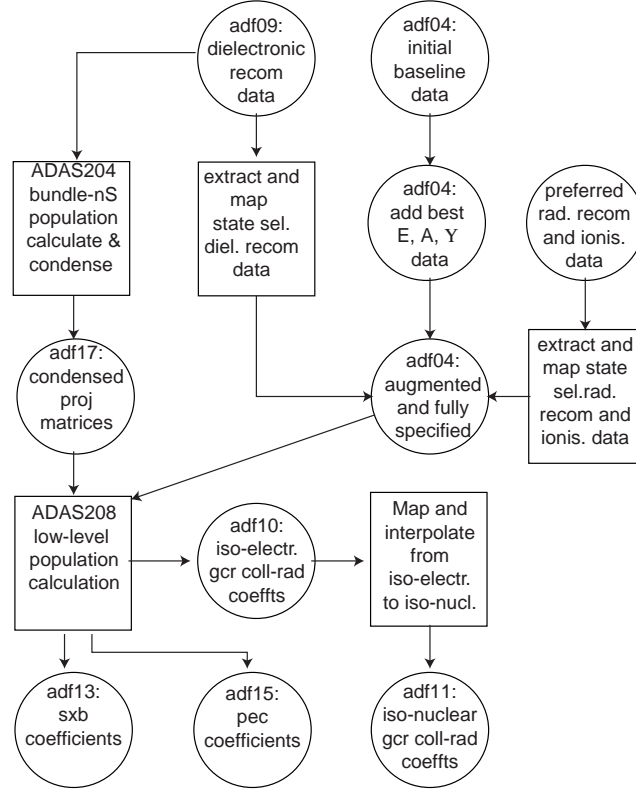 adf09:
dielectronic
recom
data
adf04:
initial
baseline
data
ADAS204
bundle-nS
population
calculate &
condense
extract and
map
state sel.
diel. recom
data
adf04:
add best
E, A, Υ
data
preferred
rad. recom
and ionis.
data
adf17:
condensed
proj
matrices
adf04:
augmented
and fully
specified
extract and
map state
sel.rad.
recom and
ionis. data
ADAS208
low-level
population
calculation
adf10:
iso-electr.
gcr coll-rad
coeffts
Map and
interpolate
from
iso-electr.
to iso-nucl.
adf13:
sxb
coefficients
adf15:
pec
coefficients
adf11:
iso-nuclear
gcr coll-rad
coeffts